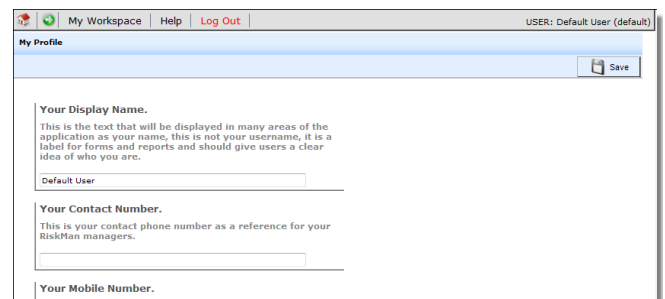 My Workspace Help Log Out USER: Default User (default)
My Profile
Save
Your Display Name.
This is the text that will be displayed in many areas of the
application as your name, this is not your username, it is a
label for forms and reports and should give users a clear
idea of who you are.
Default User
Your Contact Number.
This is your contact phone number as a reference for your
RiskMan managers.
Your Mobile Number.